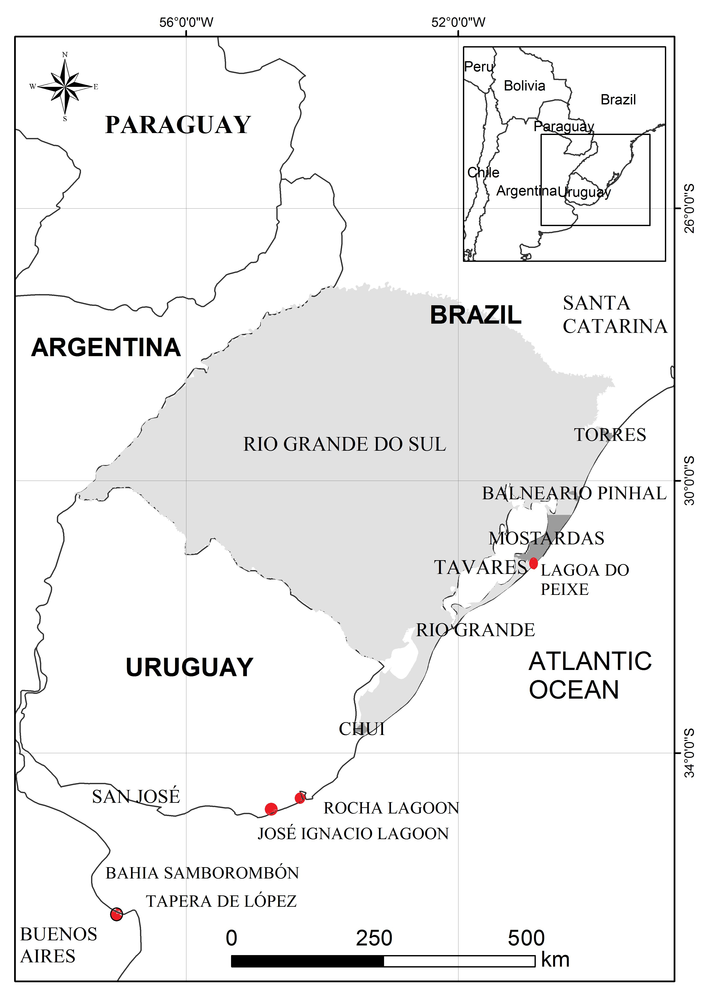 56°0'0"W
52°0'0"W
N
W
E
S
Peru
Bolivia
Brazil
Paraguay
Chile
Argentina
Uruguay
PARAGUAY
26°0'0"S
SANTA
CATARINA
BRAZIL
ARGENTINA
TORRES
RIO GRANDE DO SUL
30°0'0"S
BALNEARIO PINHAL
MOSTARDAS
TAVARES
LAGOA DO
PEIXE
RIO GRANDE
URUGUAY
ATLANTIC
OCEAN
CHUI
34°0'0"S
SAN JOSÉ
ROCHA LAGOON
JOSÉ IGNACIO LAGOON
BAHIA SAMBOROMBÓN
TAPERA DE LÓPEZ
BUENOS
AIRES
0
250
500
km